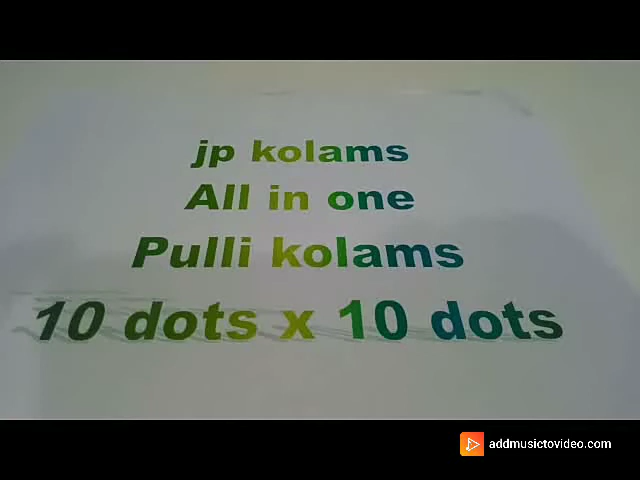 jp kolams
All in one
Pulli kolams
10 dots x 10 dots
addmusictovideo.com